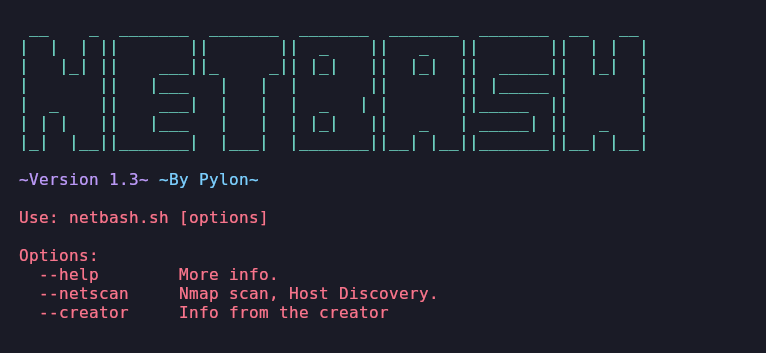 NETBASH
~Version 1.3~ ~By Pylon~
Use: netbash.sh [options]
Options:
--help More info.
--netscan Nmap scan, Host Discovery.
--creator Info from the creator